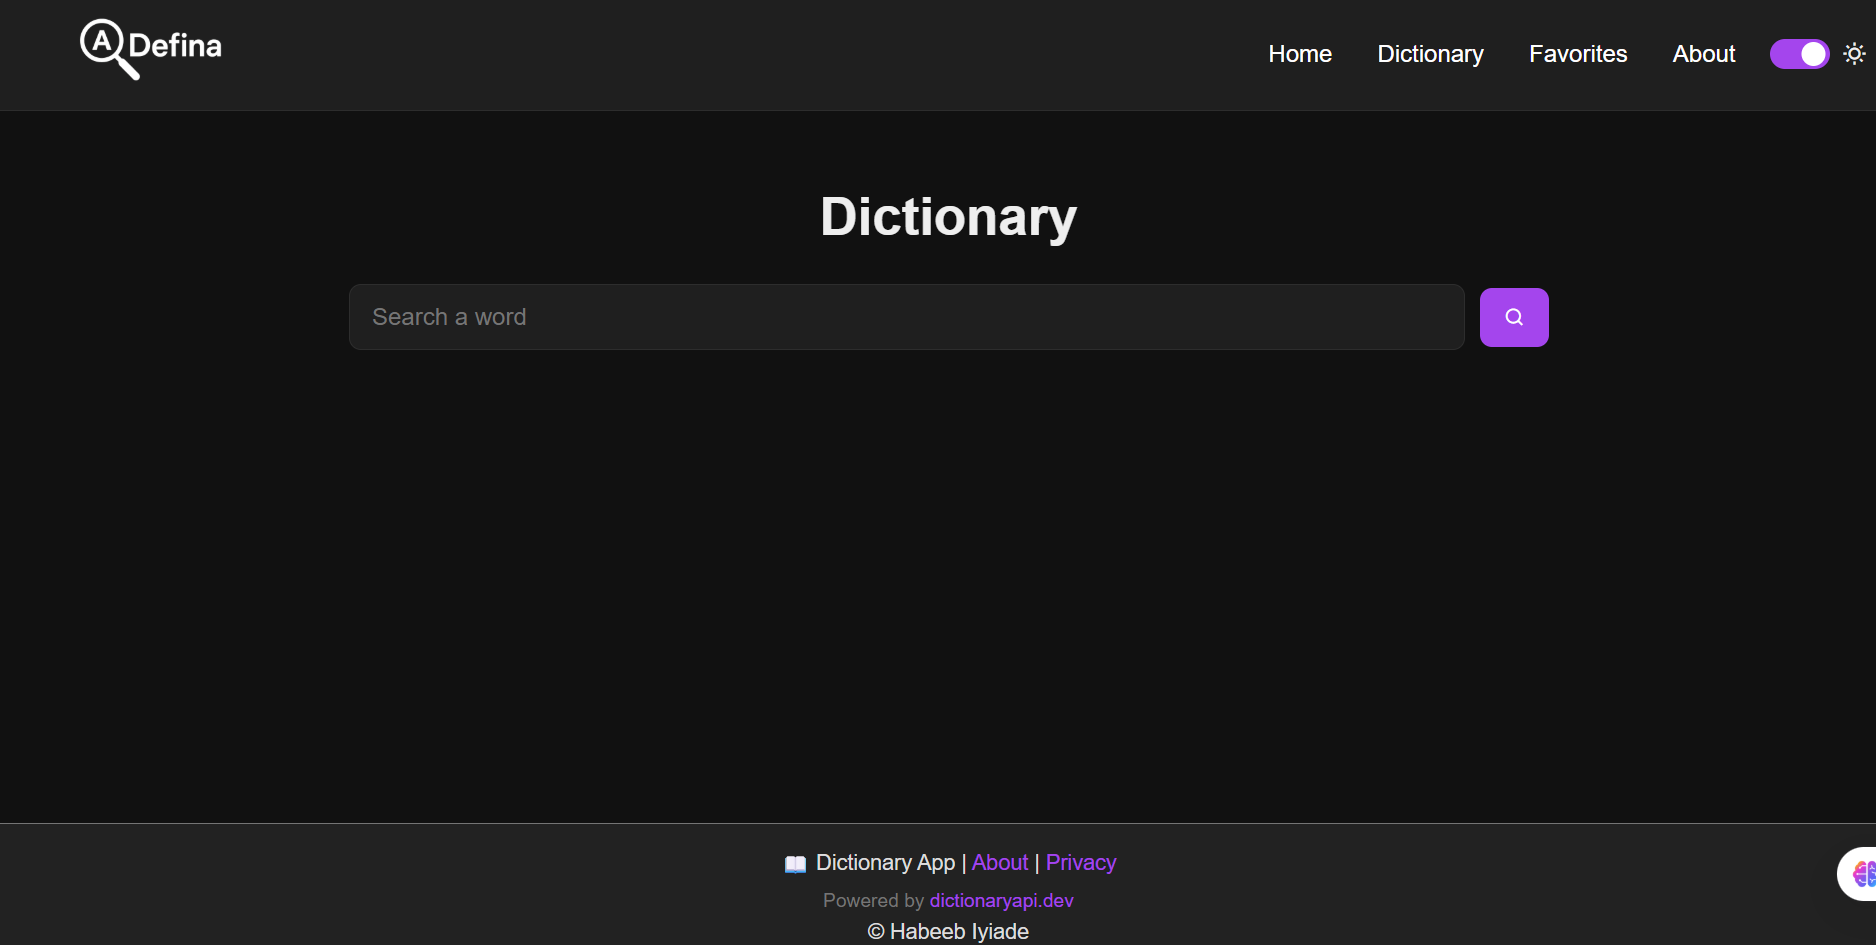 A Defina
Home Dictionary Favorites About
Dictionary
Search a word
📖 Dictionary App | About | Privacy
Powered by dictionaryapi.dev
© Habeeb Iyiade